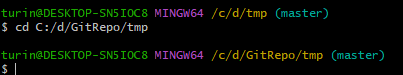 turin@DESKTOP-SN5IOC8 MINGW64 /c/d/tmp (master)
$ cd C:/d/GitRepo/tmp
turin@DESKTOP-SN5IOC8 MINGW64 /c/d/GitRepo/tmp (master)
$